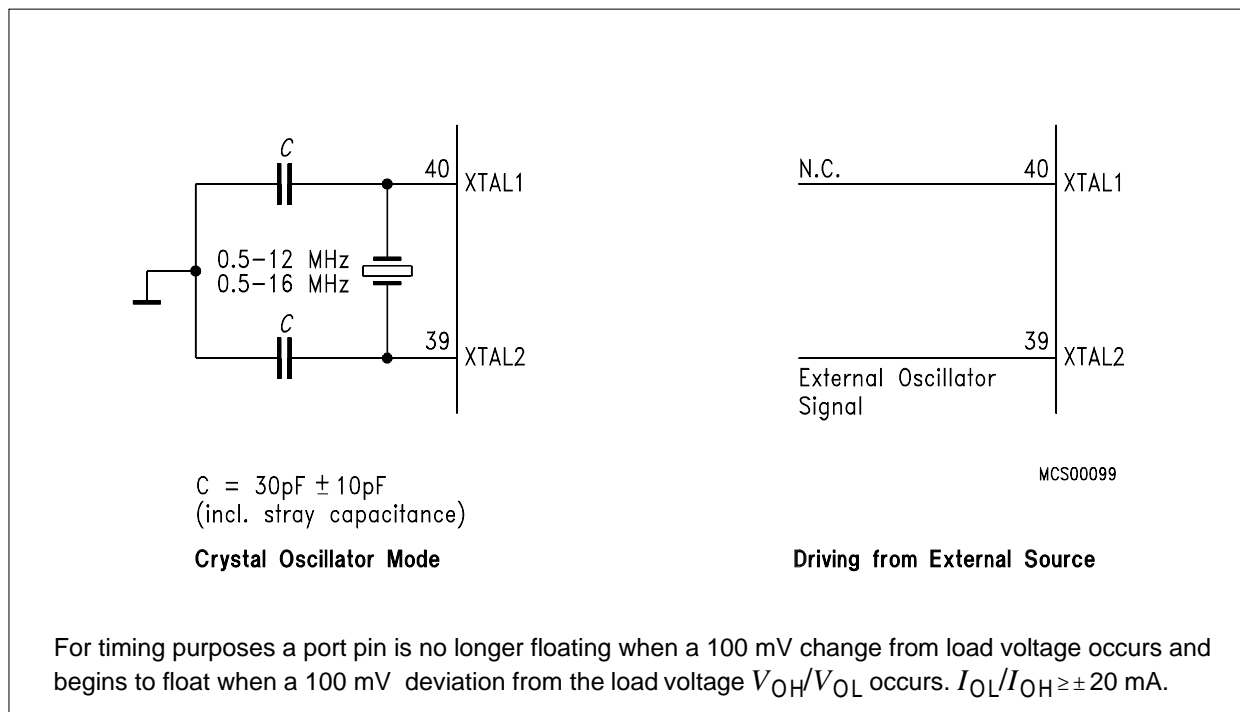 C
40
XTAL1
0.5-12 MHz
0.5-16 MHz
C
39
XTAL2
C = 30pF ± 10pF
(incl. stray capacitance)
Crystal Oscillator Mode
N.C.
40
XTAL1
39
XTAL2
External Oscillator
Signal
MCS00099
Driving from External Source
For timing purposes a port pin is no longer floating when a 100 mV change from load voltage occurs and
begins to float when a 100 mV deviation from the load voltage VOH/VOL occurs. IOL/IOH ≥ ± 20 mA.